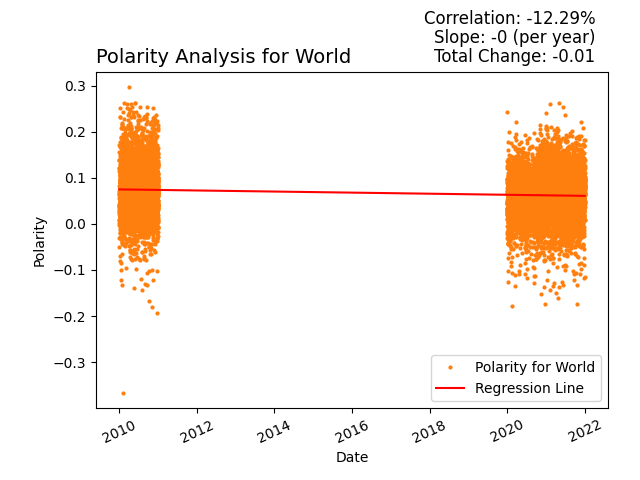 Correlation: -12.29%
Slope: -0 (per year)
Total Change: -0.01
Polarity Analysis for World
0.3
0.2
0.1
0.0
−0.1
−0.2
−0.3
Polarity
Polarity for World
Regression Line
2010
2012
2014
2016
2018
2020
2022
Date